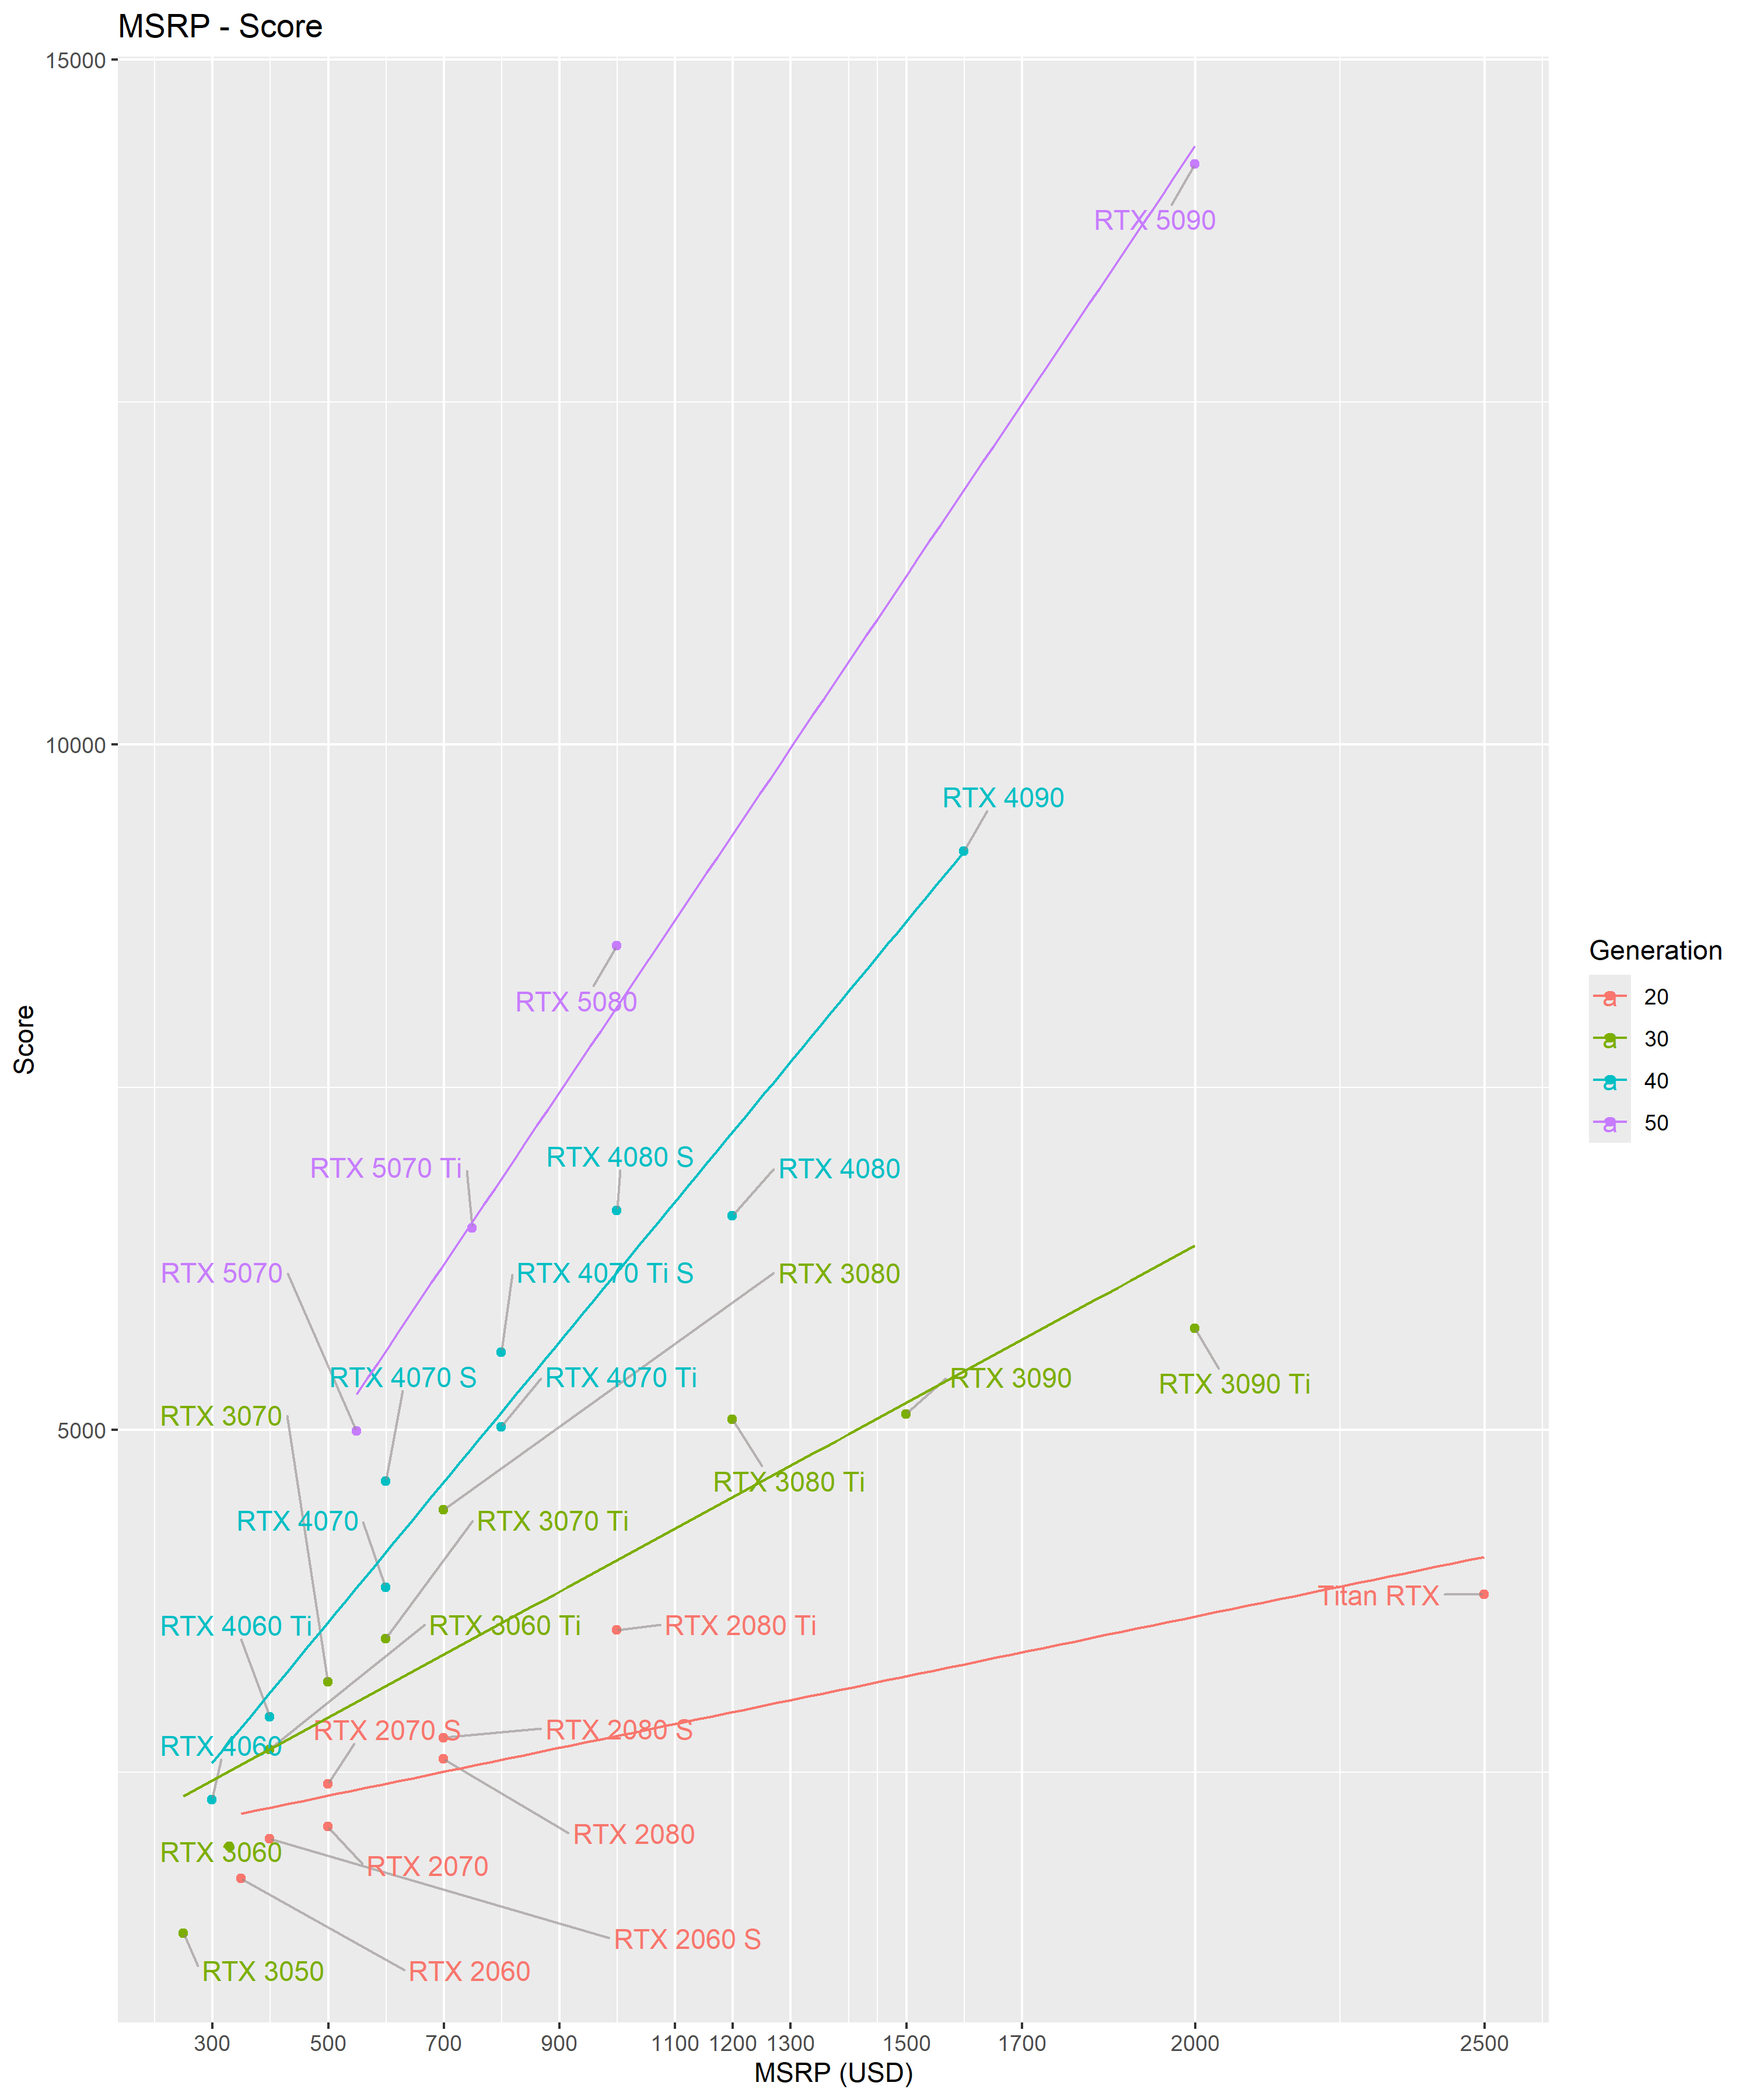 MSRP - Score
15000
RTX 5090
10000
RTX 4090
Generation
20
30
40
50
a
a
a
a
Score
RTX 5080
RTX 4080 S
RTX 5070 Ti
RTX 4080
RTX 5070
RTX 4070 Ti S
RTX 3080
RTX 4070 S
RTX 4070 Ti
RTX 3090
RTX 3090 Ti
RTX 3070
5000
RTX 3080 Ti
RTX 4070
RTX 3070 Ti
Titan RTX
RTX 4060 Ti
RTX 3060 Ti
RTX 2080 Ti
RTX 2070 S
RTX 2080 S
RTX 4060
RTX 2080
RTX 3060
RTX 2070
RTX 2060 S
RTX 3050
RTX 2060
300 500 700 900 1100 1200 1300 1500 1700 2000 2500
MSRP (USD)